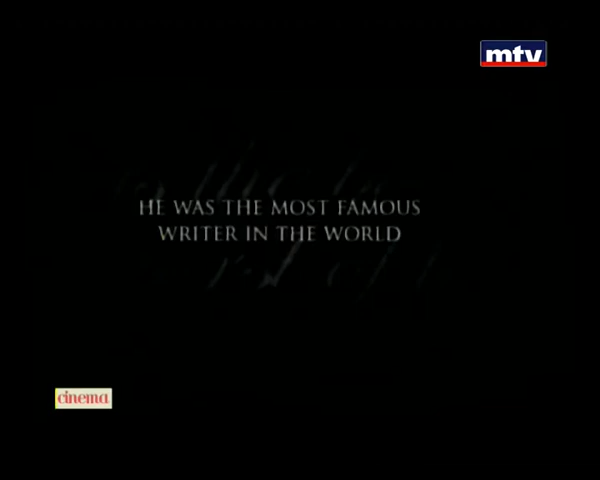 mtv
HE WAS THE MOST FAMOUS
WRITER IN THE WORLD
cinema